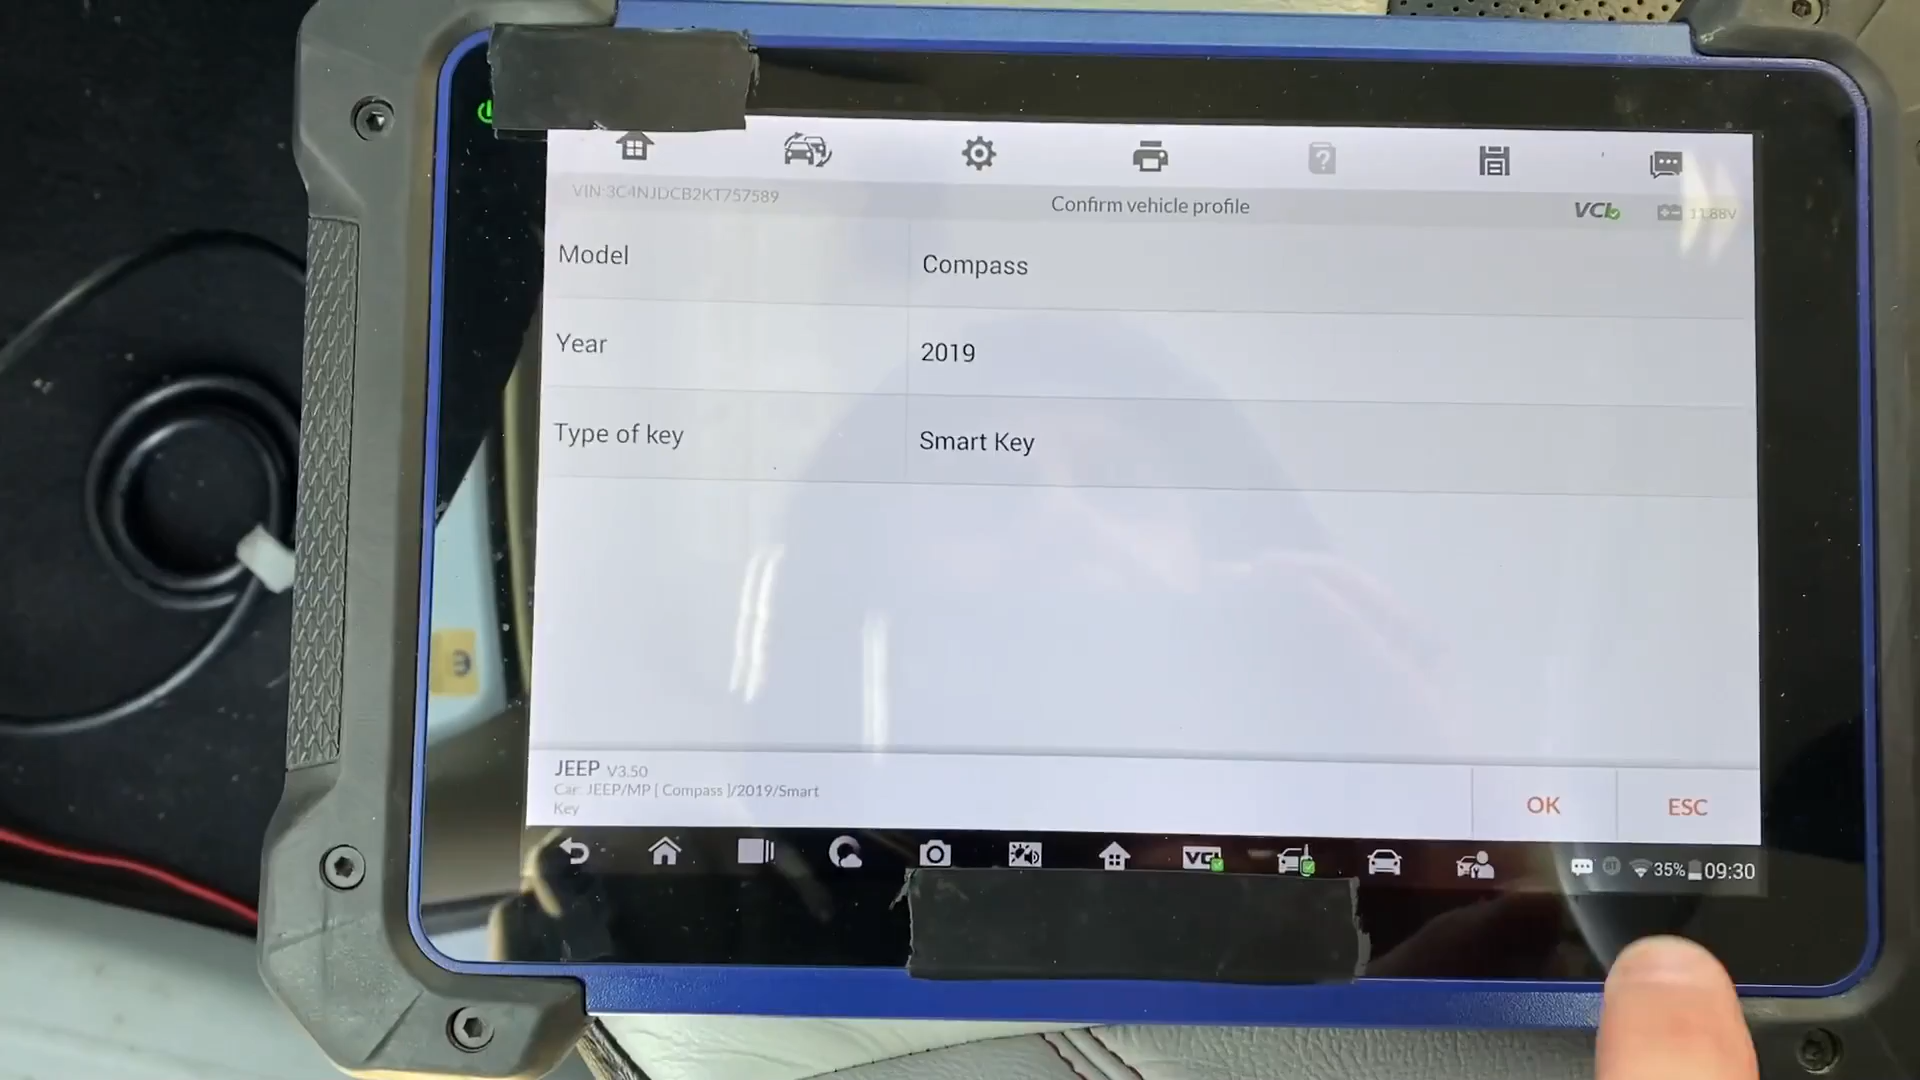 VIN:3C4NJDCB2KT757589
Confirm vehicle profile
VCI
11.88V
Model
Compass
Year
2019
Type of key
Smart Key
JEEP V3.50
Car: JEEP/MP [ Compass ]/2019/Smart
Key
OK
ESC
VCI
35%
09:30